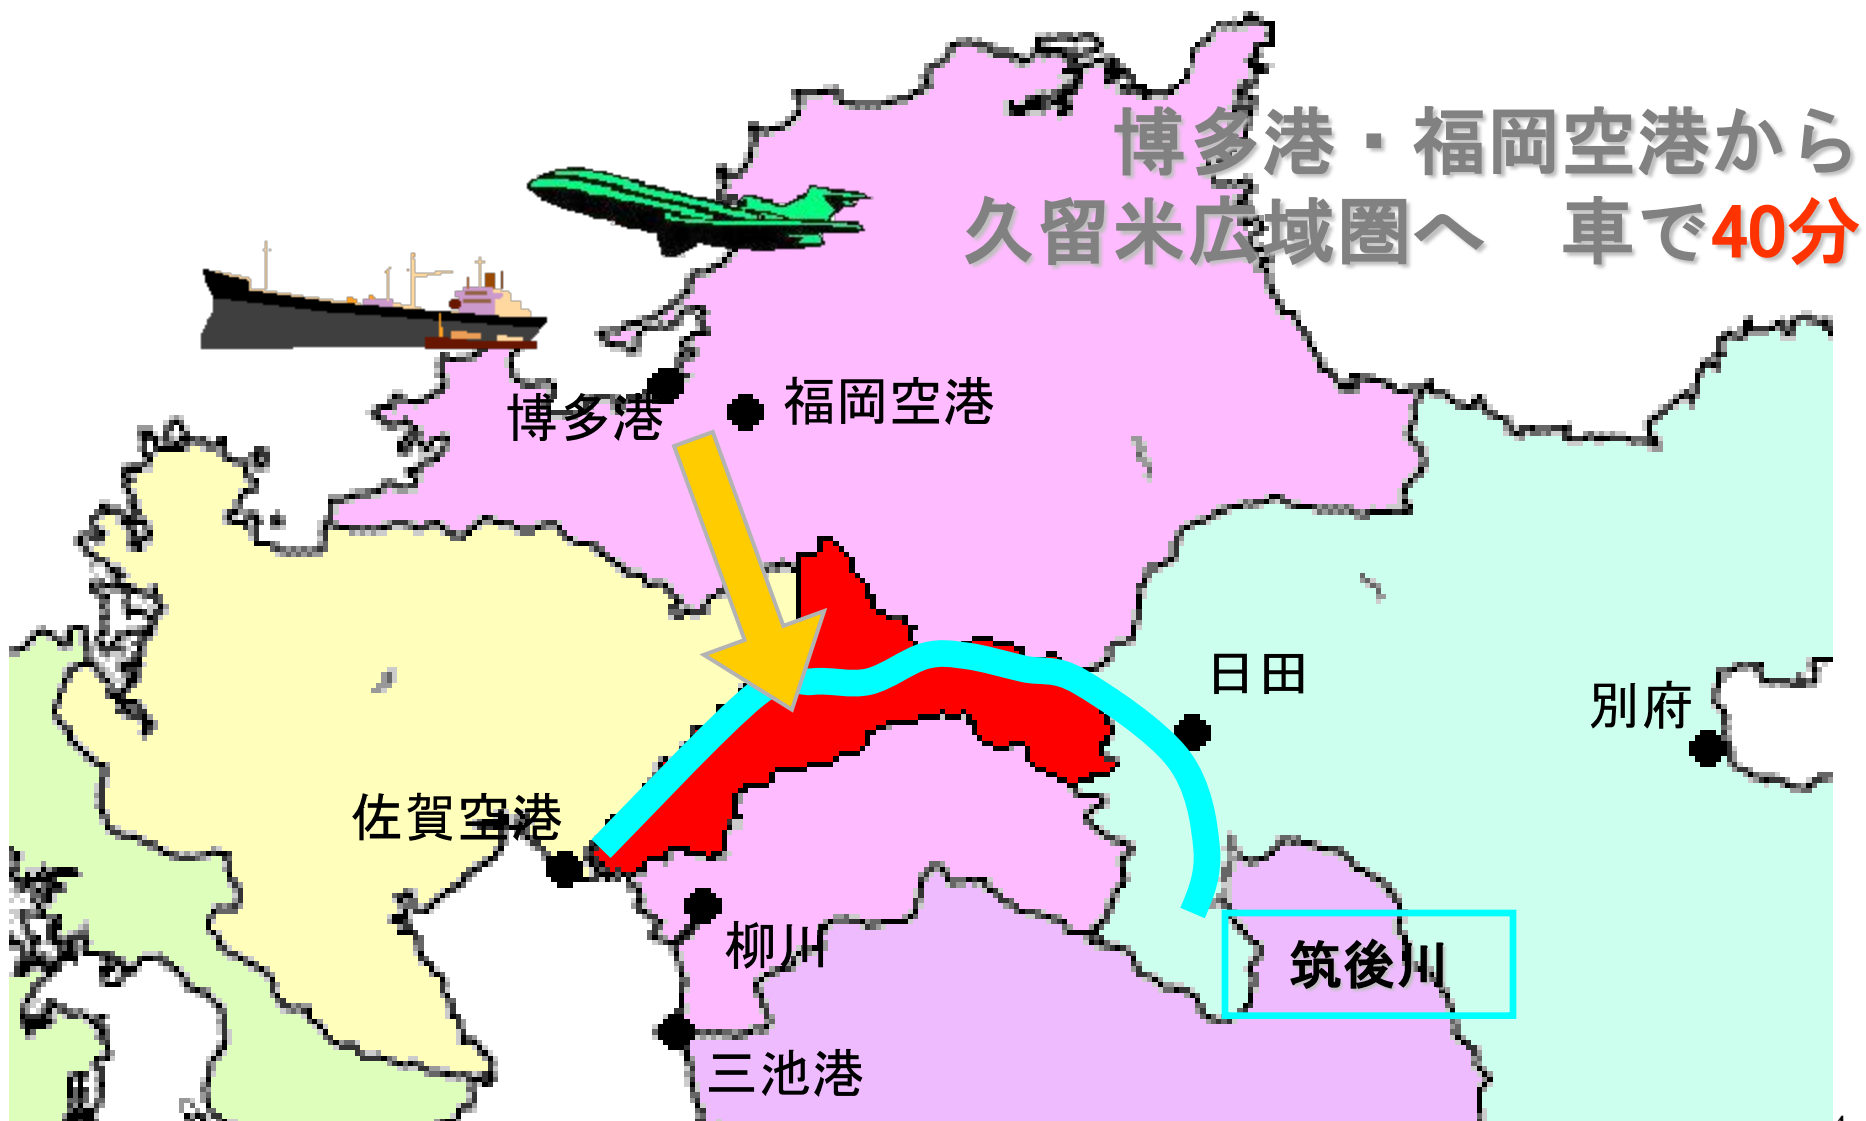 博多港・福岡空港から
久留米広域圏へ　車で40分
博多港
福岡空港
日田
別府
佐賀空港
柳川
筑後川
三池港